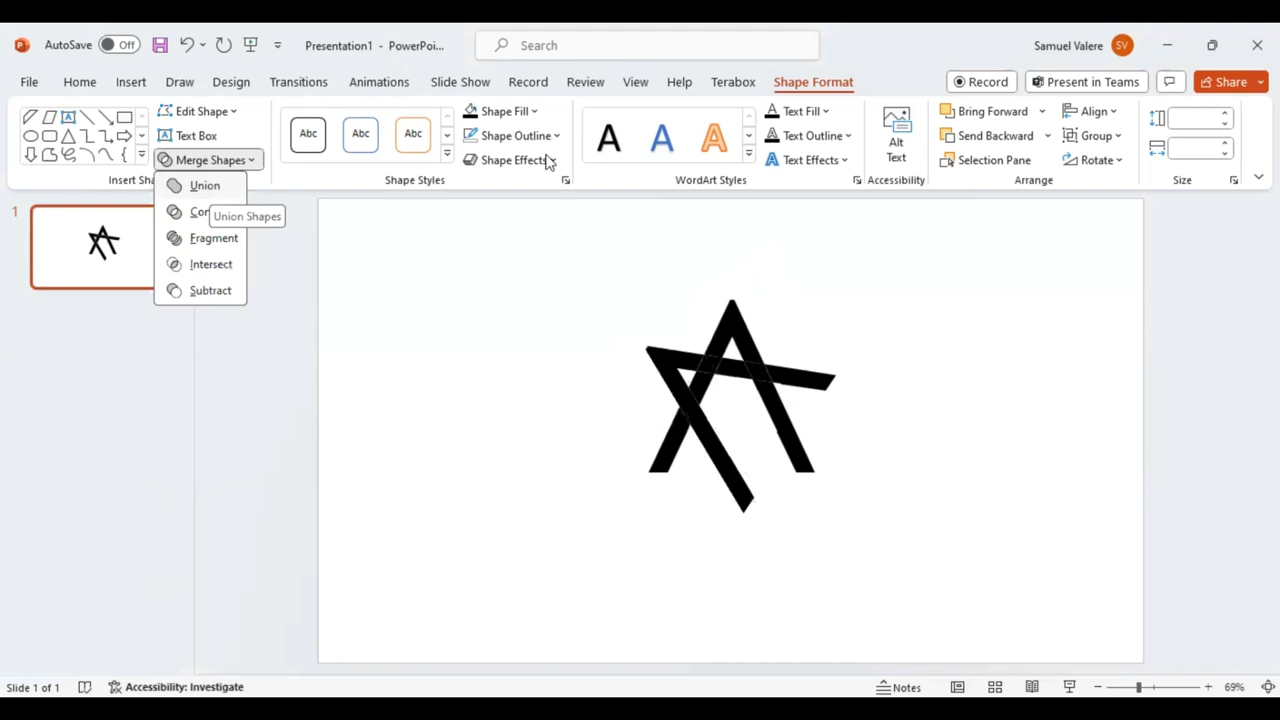 AutoSave Off Presentation1 - PowerPoi... Search Samuel Valere SV
File Home Insert Draw Design Transitions Animations Slide Show Record Review View Help Terabox Shape Format Record Present in Teams Share
Edit Shape Abc Abc Abc Shape Fill A A A Text Fill Alt Text Bring Forward Align
Text Box Shape Outline Text Outline Send Backward Group
Merge Shapes Shape Effects Text Effects Selection Pane Rotate
Insert Sha Shape Styles WordArt Styles Accessibility Arrange Size
Union
Con
Union Shapes
Fragment
Intersect
Subtract
1
Slide 1 of 1 Accessibility: Investigate Notes 69%